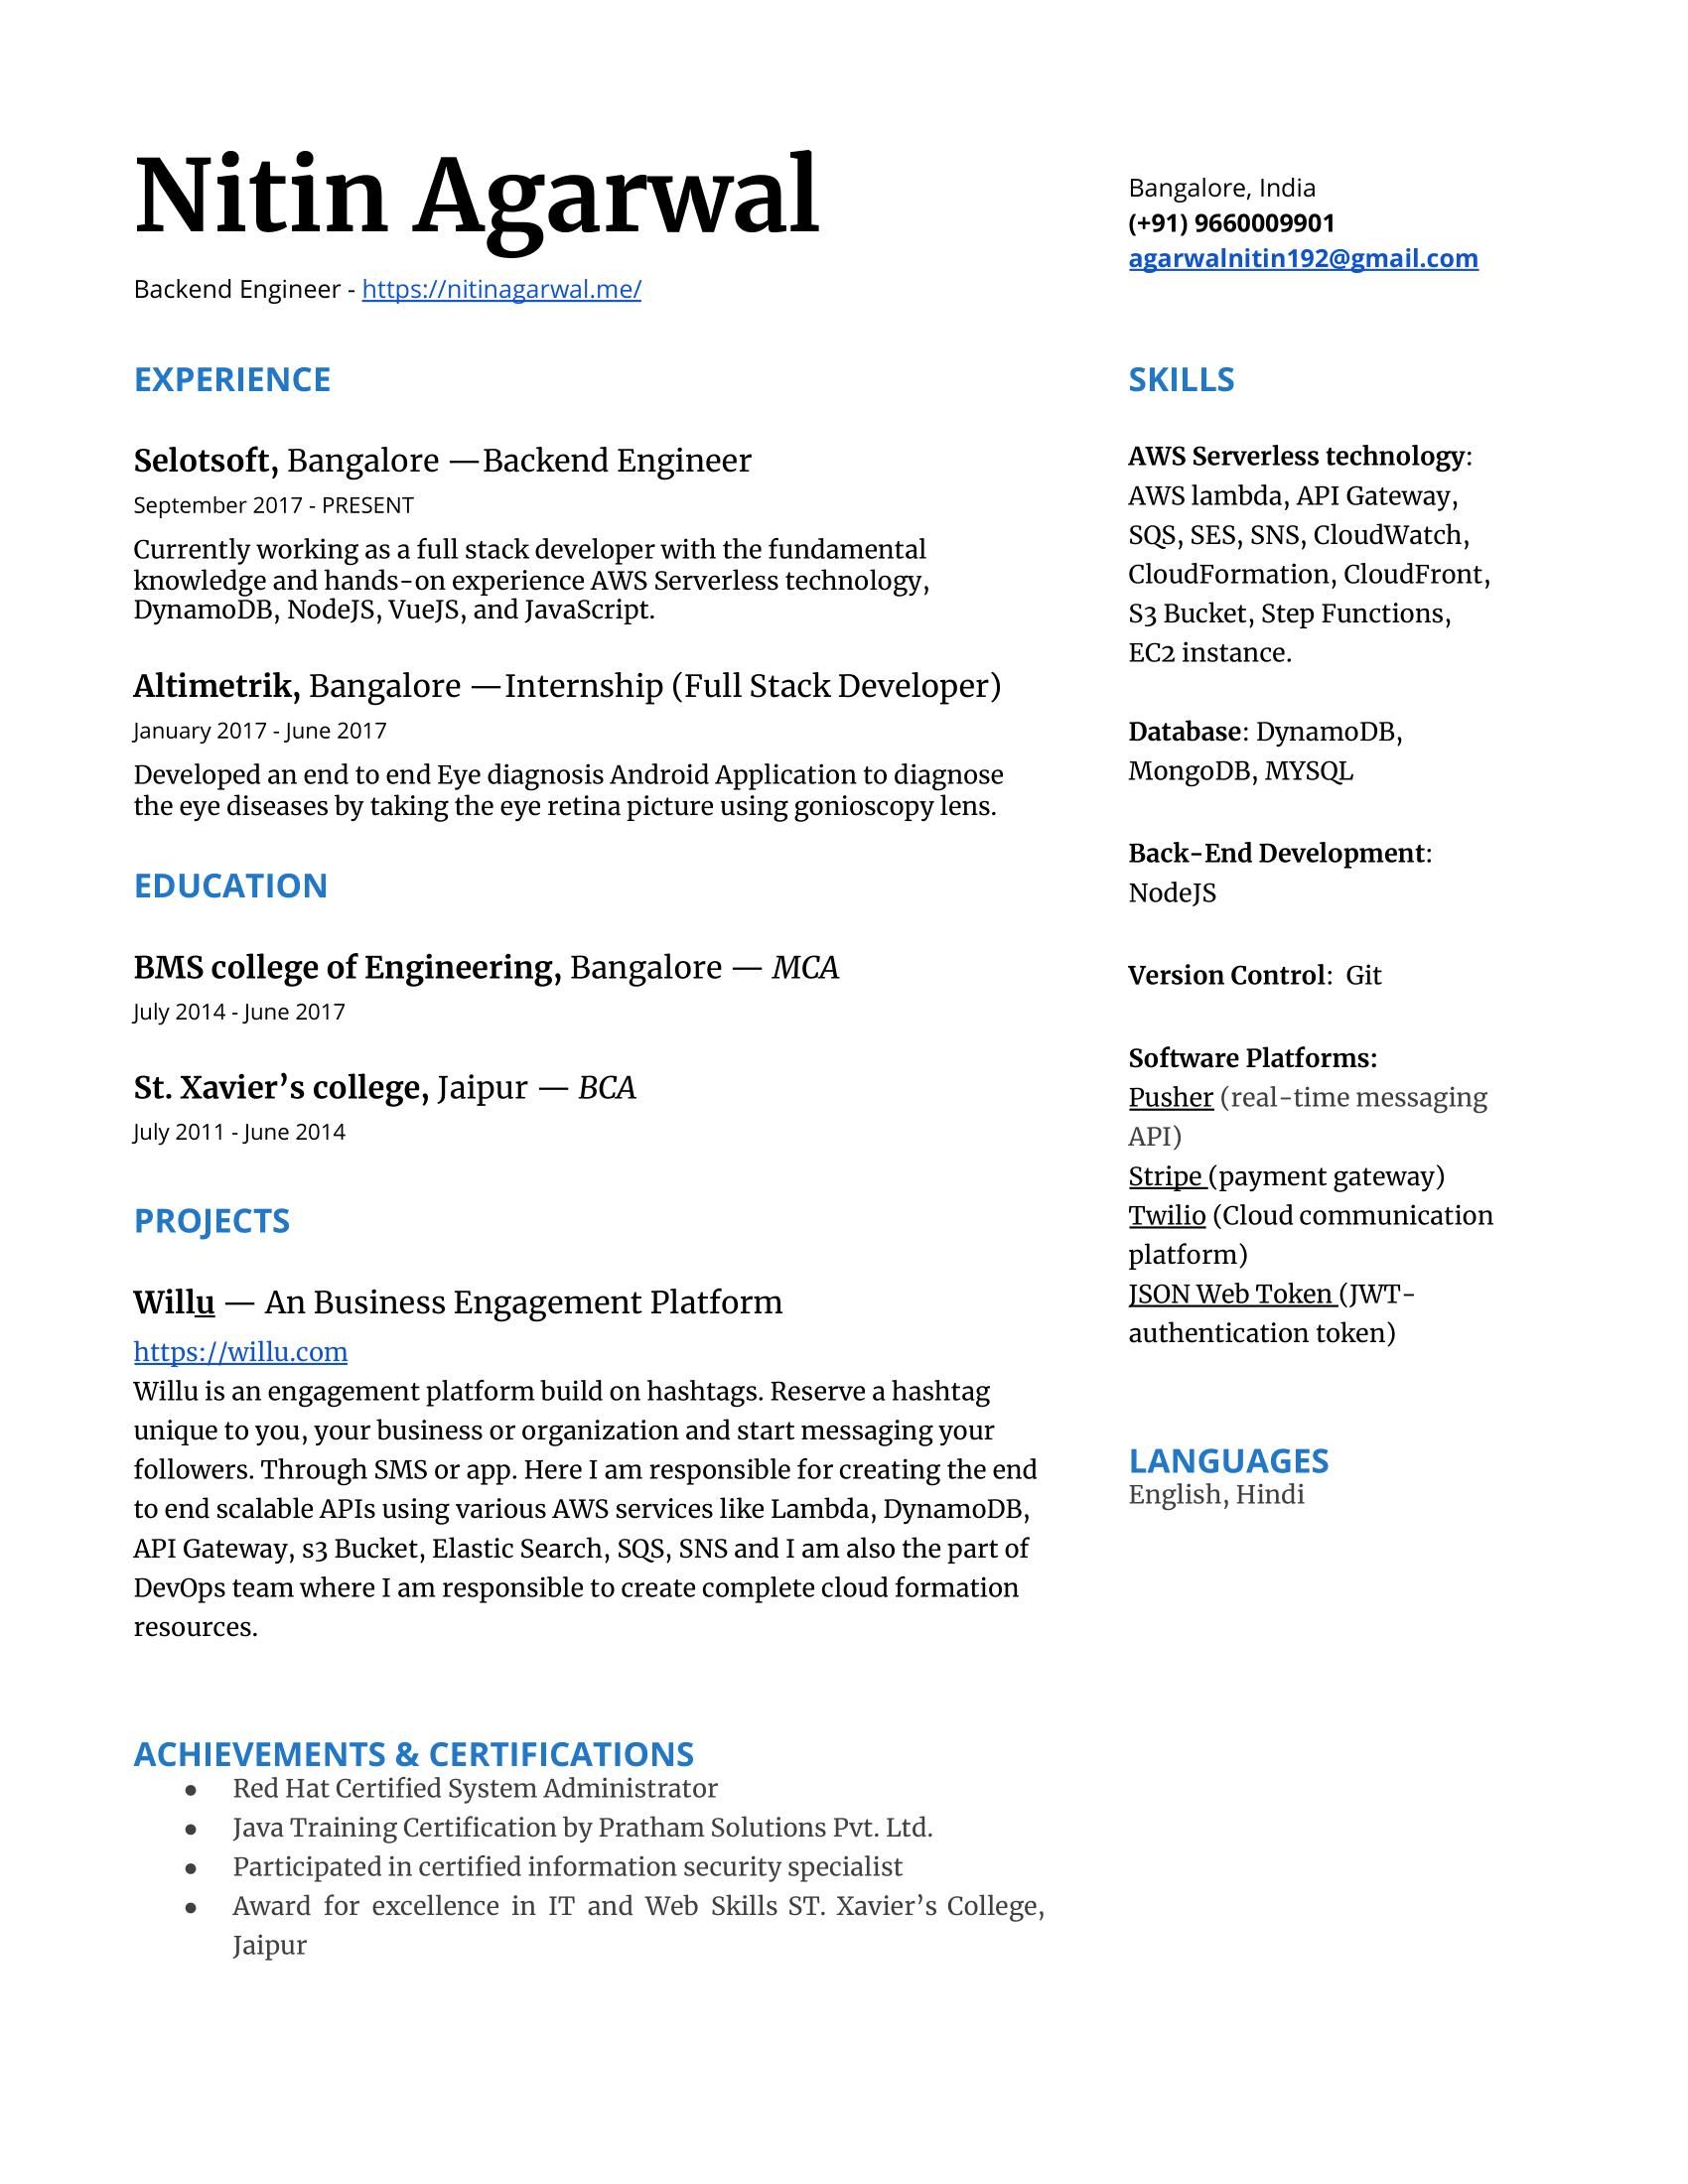 Nitin Agarwal
Backend Engineer - https://nitinagarwal.me/
Bangalore, India
(+91) 9660009901
agarwalnitin192@gmail.com
EXPERIENCE
Selotsoft, Bangalore —Backend Engineer
September 2017 - PRESENT
Currently working as a full stack developer with the fundamental
knowledge and hands-on experience AWS Serverless technology,
DynamoDB, NodeJS, VueJS, and JavaScript.
Altimetrik, Bangalore —Internship (Full Stack Developer)
January 2017 - June 2017
Developed an end to end Eye diagnosis Android Application to diagnose
the eye diseases by taking the eye retina picture using gonioscopy lens.
EDUCATION
BMS college of Engineering, Bangalore — MCA
July 2014 - June 2017
St. Xavier’s college, Jaipur — BCA
July 2011 - June 2014
PROJECTS
Willu — An Business Engagement Platform
https://willu.com
Willu is an engagement platform build on hashtags. Reserve a hashtag
unique to you, your business or organization and start messaging your
followers. Through SMS or app. Here I am responsible for creating the end
to end scalable APIs using various AWS services like Lambda, DynamoDB,
API Gateway, s3 Bucket, Elastic Search, SQS, SNS and I am also the part of
DevOps team where I am responsible to create complete cloud formation
resources.
ACHIEVEMENTS & CERTIFICATIONS
● Red Hat Certified System Administrator
● Java Training Certification by Pratham Solutions Pvt. Ltd.
● Participated in certified information security specialist
● Award for excellence in IT and Web Skills ST. Xavier’s College,
Jaipur
SKILLS
AWS Serverless technology:
AWS lambda, API Gateway,
SQS, SES, SNS, CloudWatch,
CloudFormation, CloudFront,
S3 Bucket, Step Functions,
EC2 instance.
Database: DynamoDB,
MongoDB, MYSQL
Back-End Development:
NodeJS
Version Control: Git
Software Platforms:
Pusher (real-time messaging
API)
Stripe (payment gateway)
Twilio (Cloud communication
platform)
JSON Web Token (JWT-
authentication token)
LANGUAGES
English, Hindi